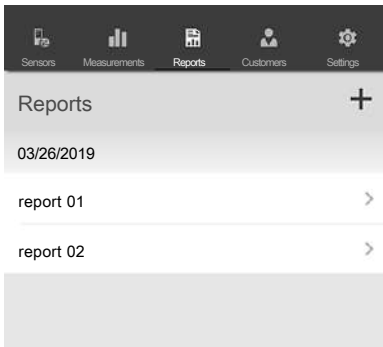 Sensors Measurements Reports Customers Settings
Reports +
03/26/2019
report 01
report 02